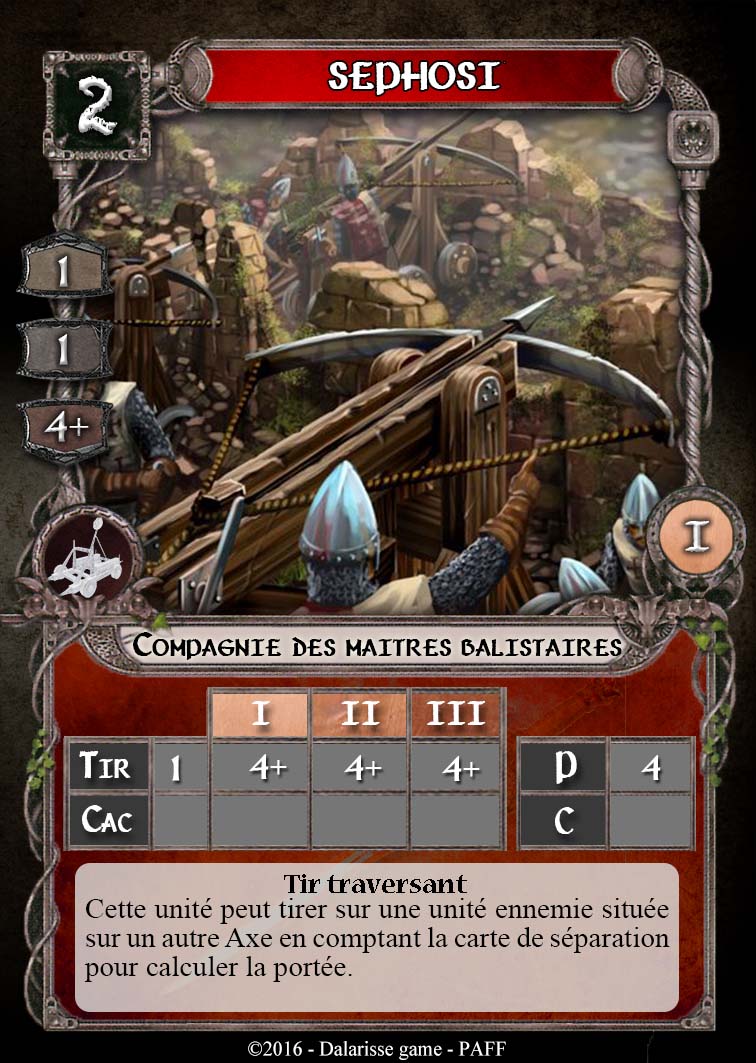 2
SEPHOSI
1
1
4+
I
COMPAGNIE DES MAITRES BALISTAIRES
I II III
TIR 1 4+ 4+ 4+ P 4
CAC C
Tir traversant
Cette unité peut tirer sur une unité ennemie située
sur un autre Axe en comptant la carte de séparation
pour calculer la portée.
©2016 - Dalarisse game - PAFF